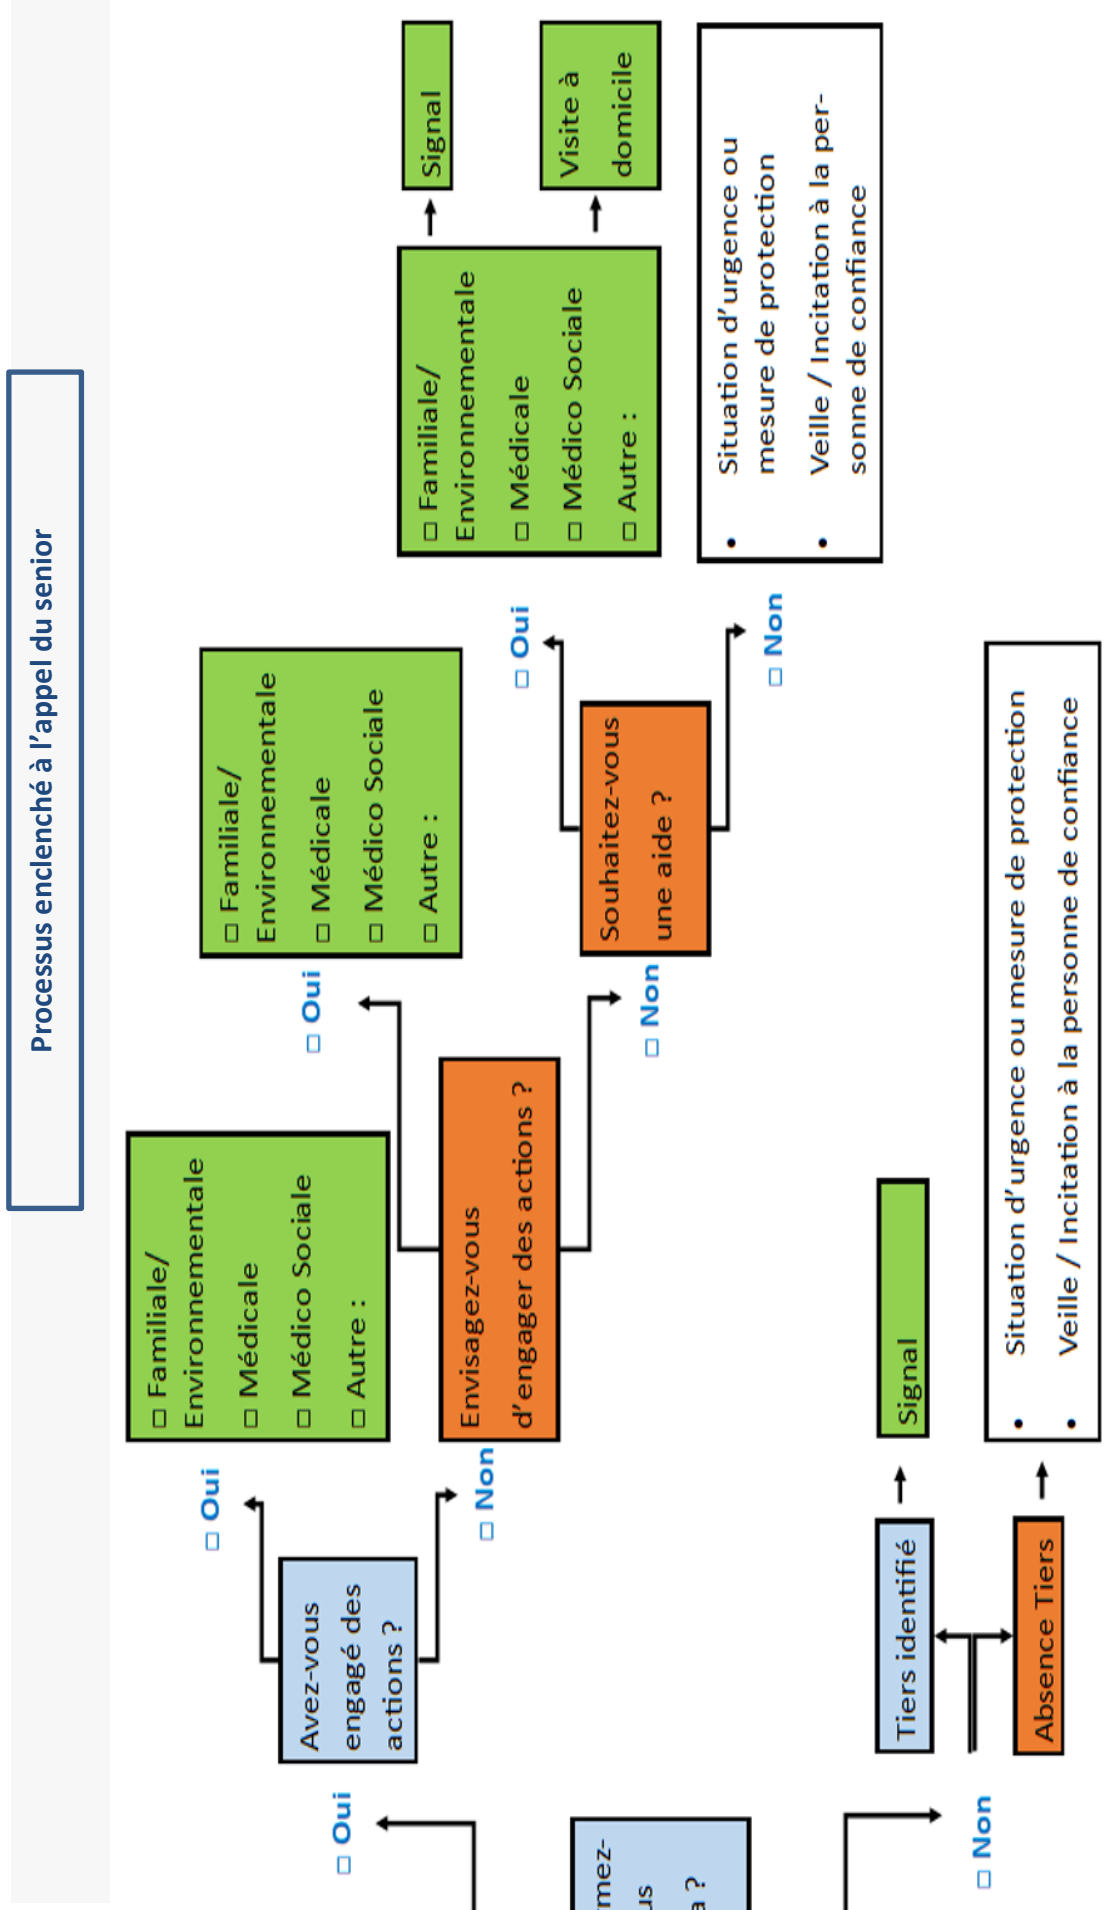 Processus enclenché à l’appel du senior
mez-
us
a ?
□ Oui
Avez-vous
engagé des
actions ?
□ Oui
□ Familiale/
Environnementale
□ Médicale
□ Médico Sociale
□ Autre :
□ Non
Envisagez-vous
d’engager des actions ?
□ Oui
□ Familiale/
Environnementale
□ Médicale
□ Médico Sociale
□ Autre :
□ Non
Souhaitez-vous
une aide ?
□ Oui
□ Familiale/
Environnementale
□ Médicale
□ Médico Sociale
□ Autre :
Signal
Visite à
domicile
□ Non
• Situation d’urgence ou
mesure de protection
• Veille / Incitation à la per-
sonne de confiance
□ Non
Tiers identifié
Signal
Absence Tiers
• Situation d’urgence ou mesure de protection
• Veille / Incitation à la personne de confiance